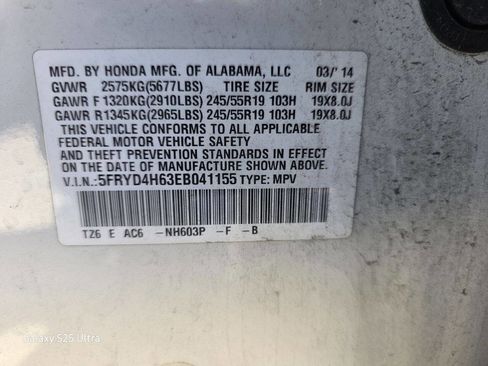 MFD. BY HONDA MFG. OF ALABAMA, LLC 03/'14
GVWR 2575KG(5677LBS) TIRE SIZE RIM SIZE
GAWR F 1320KG(2910LBS) 245/55R19 103H 19X8.0J
GAWR R 1345KG(2965LBS) 245/55R19 103H 19X8.0J
THIS VEHICLE CONFORMS TO ALL APPLICABLE
FEDERAL MOTOR VEHICLE SAFETY
AND THEFT PREVENTION STANDARDS IN EFFECT
ON THE DATE OF MANUFACTURE SHOWN ABOVE.
V.I.N.:5FRYD4H63EB041155 TYPE: MPV
TZ6 E AC6 -NH603P -F -B
Galaxy S25 Ultra